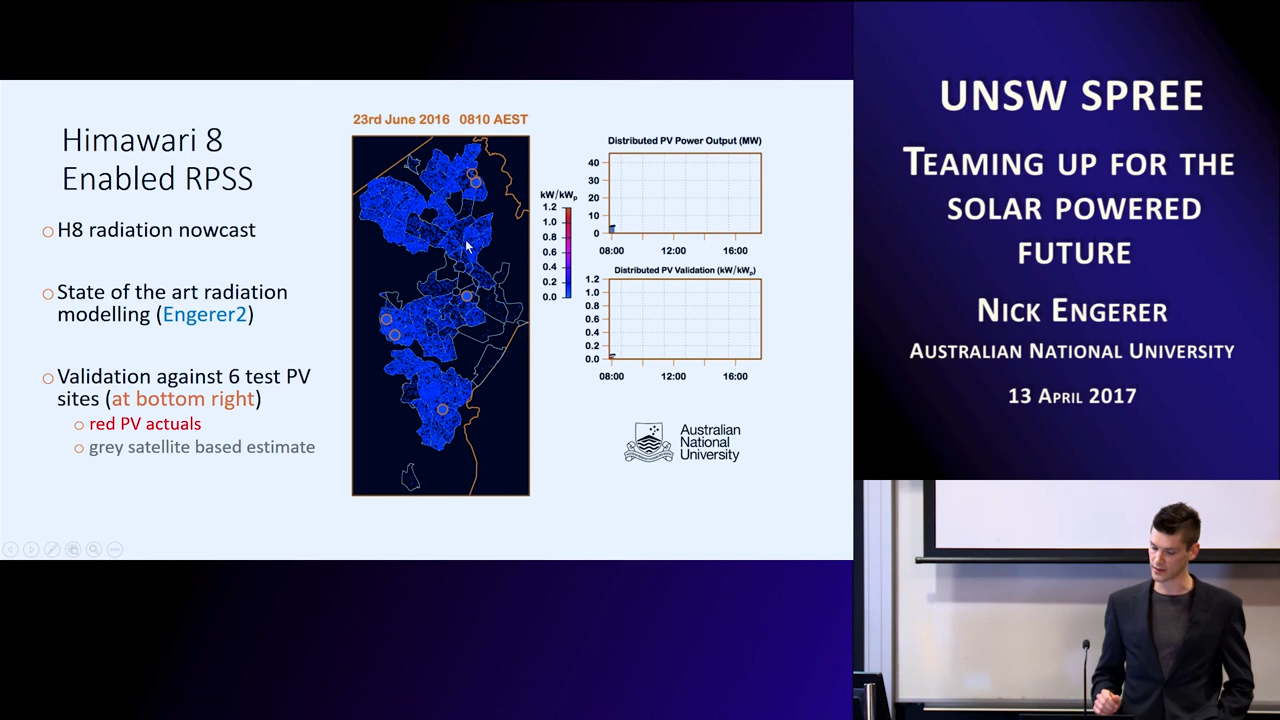 Himawari 8
Enabled RPSS
H8 radiation nowcast
State of the art radiation
modelling (Engerer2)
Validation against 6 test PV
sites (at bottom right)
red PV actuals
grey satellite based estimate
23rd June 2016 0810 AEST
kW/kWp
1.2
1.0
0.8
0.6
0.4
0.2
0.0
Distributed PV Power Output (MW)
40
30
20
10
0
08:00 12:00 16:00
Distributed PV Validation (kW/kWp)
1.2
1.0
0.8
0.6
0.4
0.2
0.0
08:00 12:00 16:00
Australian
National
University
UNSW SPREE
TEAMING UP FOR THE
SOLAR POWERED
FUTURE
NICK ENGERER
AUSTRALIAN NATIONAL UNIVERSITY
13 APRIL 2017